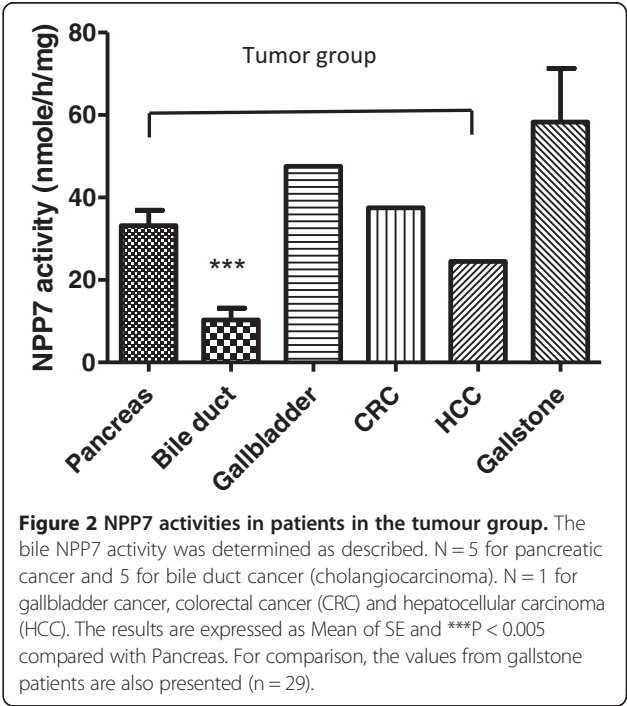 80
60
40
20
0
NPP7 activity (nmole/h/mg)
Tumor group
***
Pancreas
Bile duct
Gallbladder
CRC
HCC
Gallstone
Figure 2 NPP7 activities in patients in the tumour group. The
bile NPP7 activity was determined as described. N = 5 for pancreatic
cancer and 5 for bile duct cancer (cholangiocarcinoma). N = 1 for
gallbladder cancer, colorectal cancer (CRC) and hepatocellular carcinoma
(HCC). The results are expressed as Mean of SE and ***P < 0.005
compared with Pancreas. For comparison, the values from gallstone
patients are also presented (n = 29).